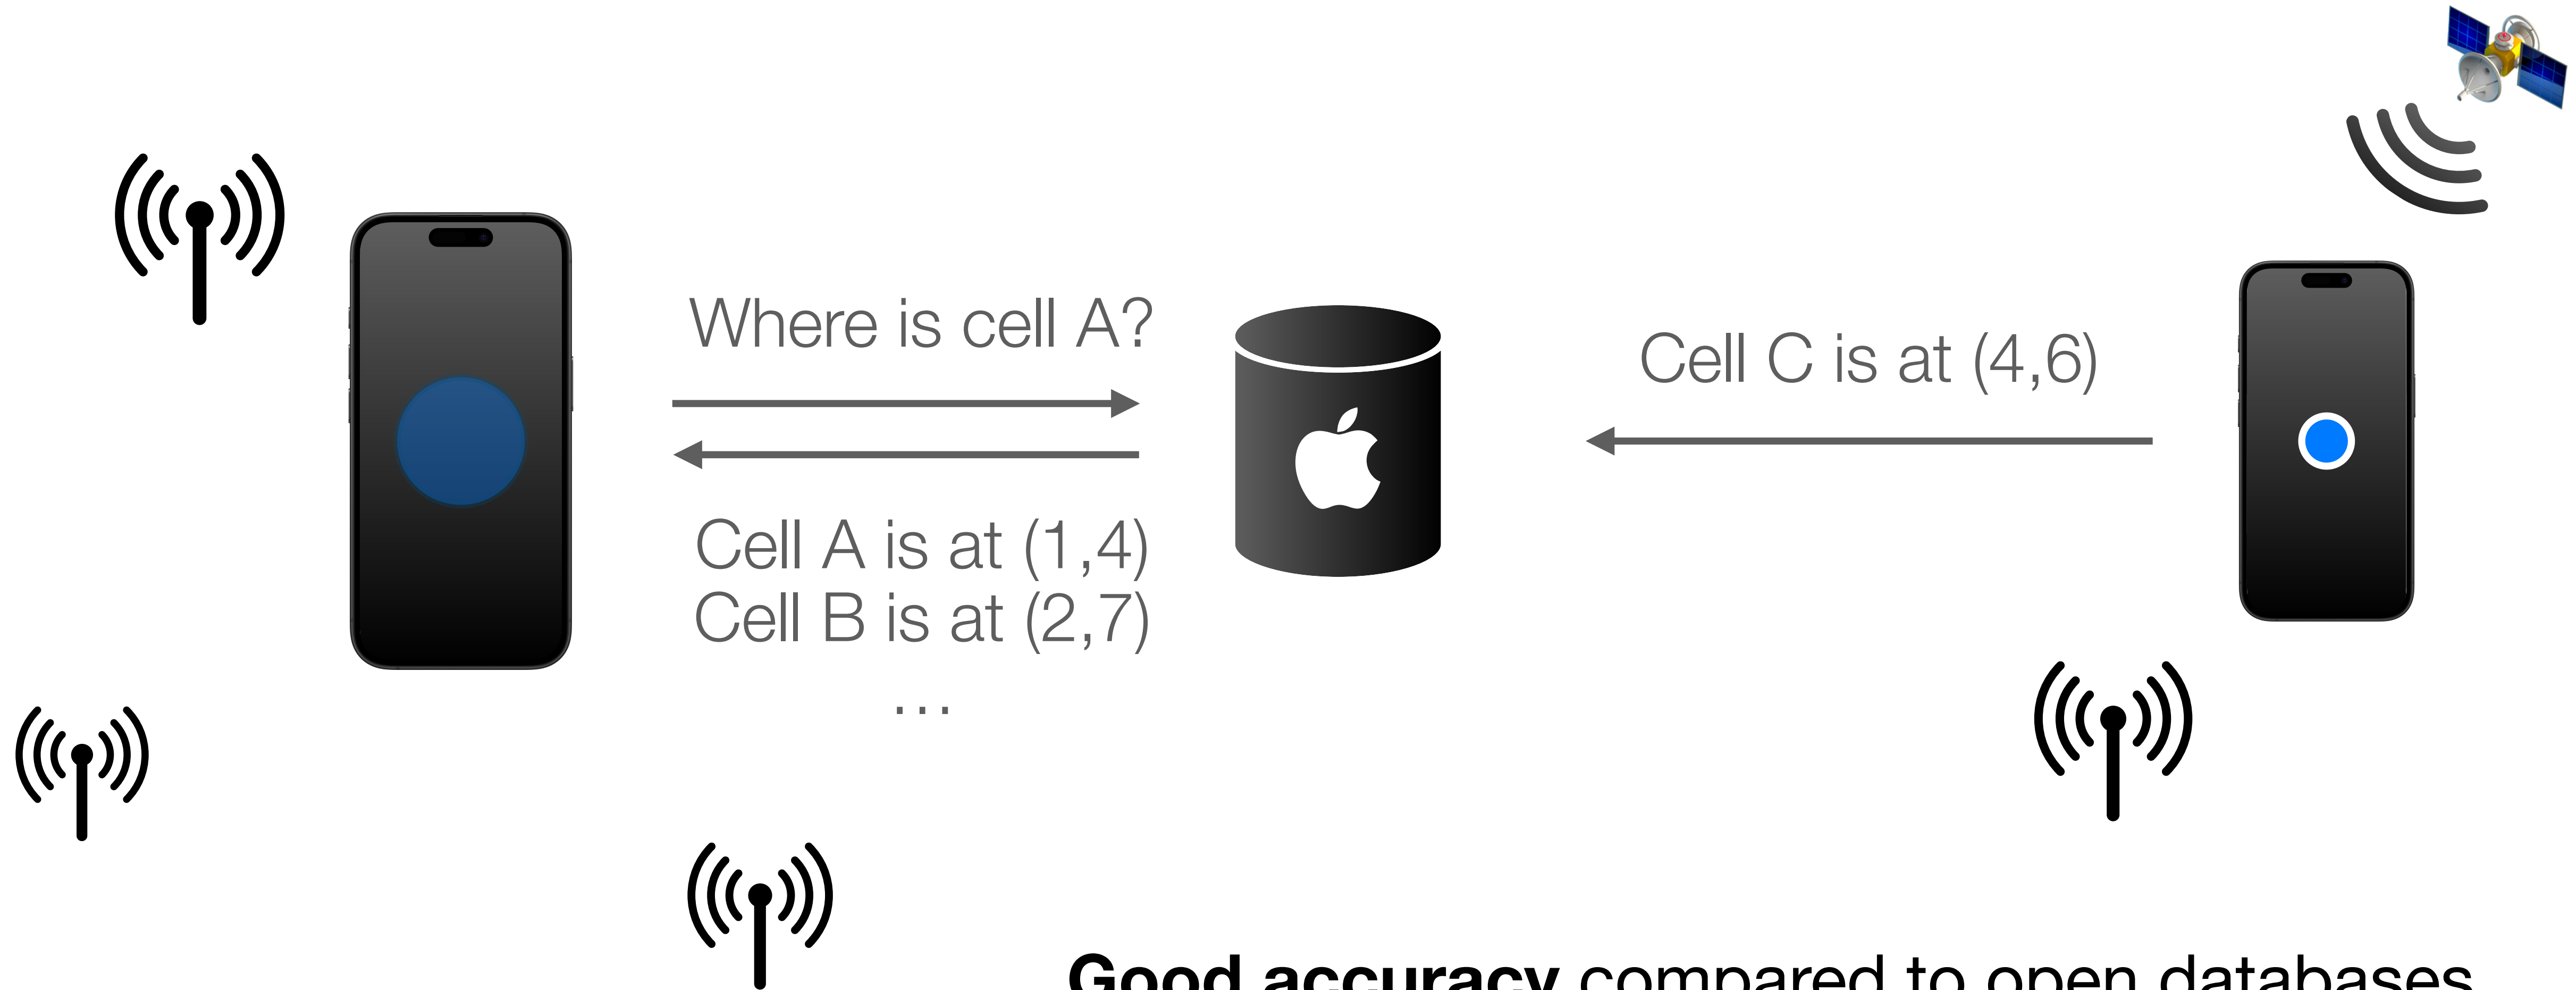 Where is cell A?
Cell A is at (1,4)
Cell B is at (2,7)
...
Cell C is at (4,6)
Good accuracy compared to open databases